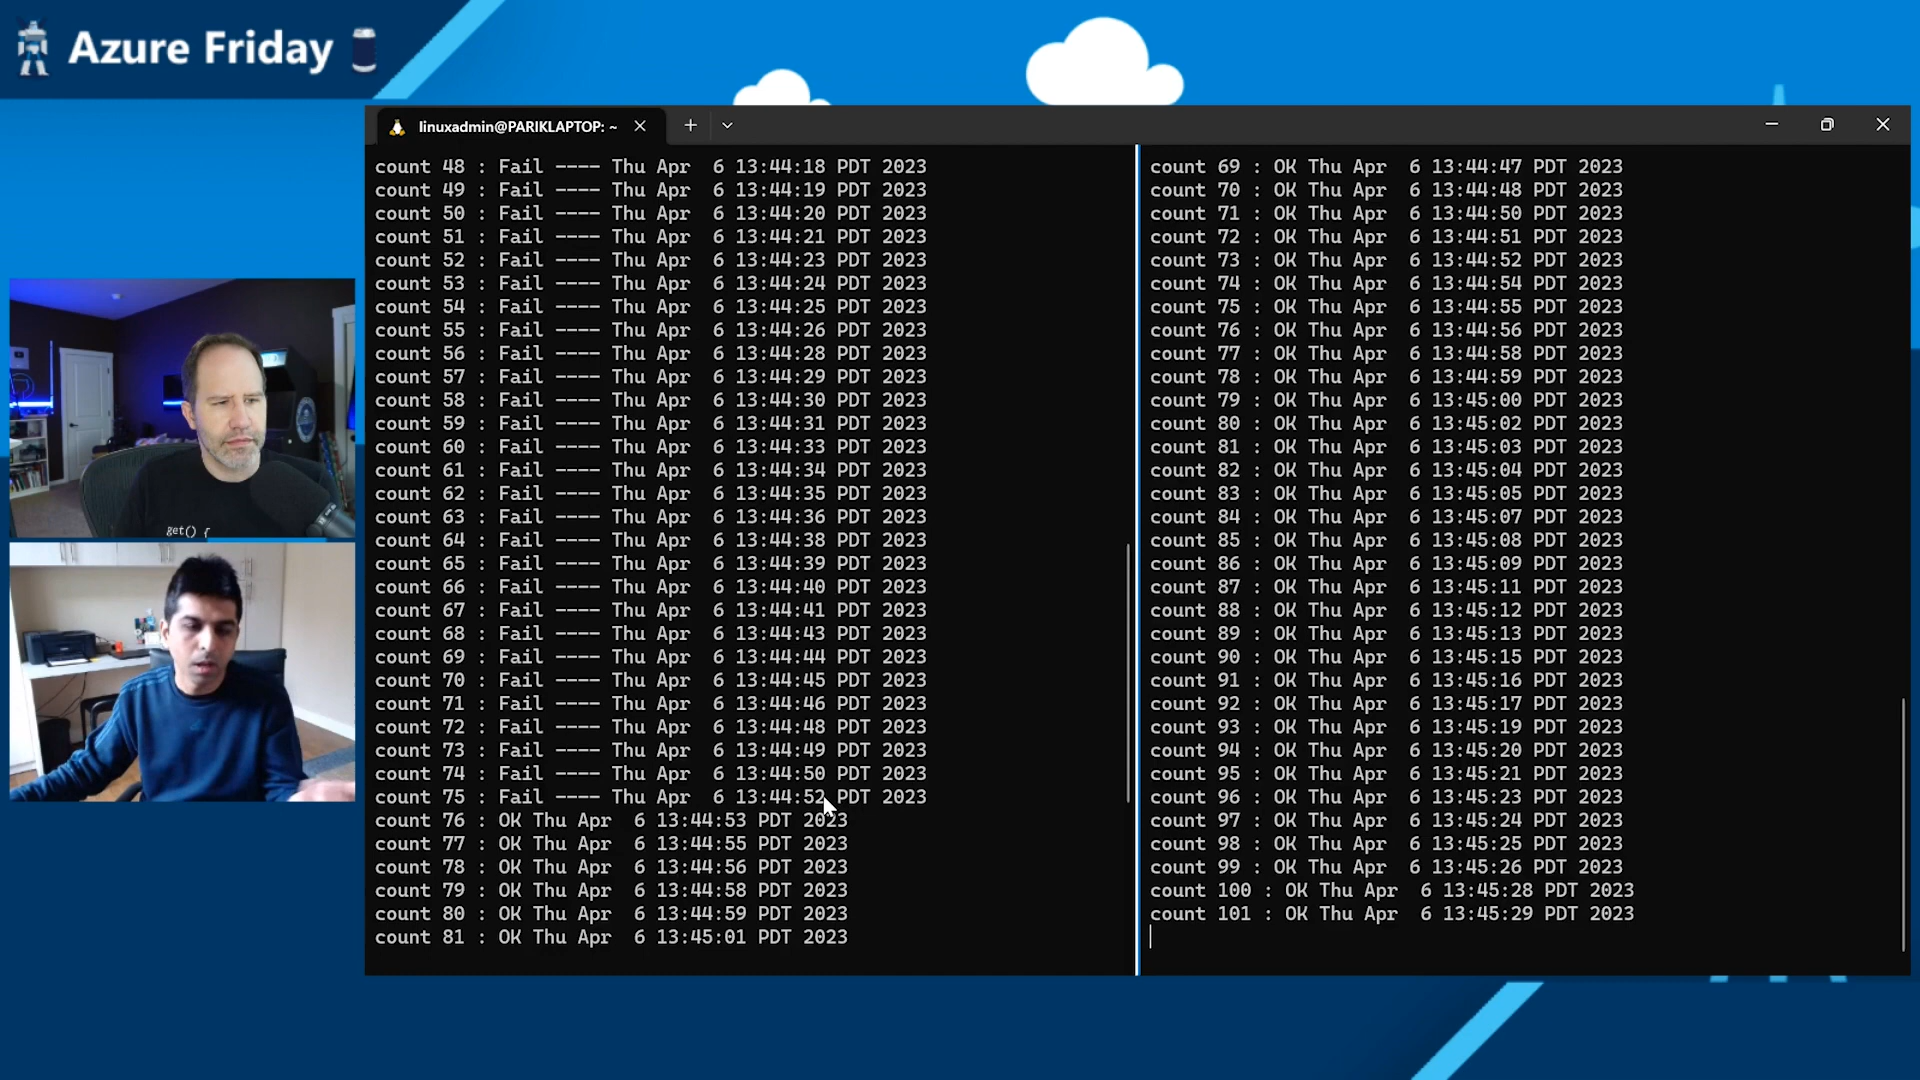 Azure Friday
linuxadmin@PARIKLAPTOP: ~
count 48 : Fail ---- Thu Apr  6 13:44:18 PDT 2023
count 49 : Fail ---- Thu Apr  6 13:44:19 PDT 2023
count 50 : Fail ---- Thu Apr  6 13:44:20 PDT 2023
count 51 : Fail ---- Thu Apr  6 13:44:21 PDT 2023
count 52 : Fail ---- Thu Apr  6 13:44:23 PDT 2023
count 53 : Fail ---- Thu Apr  6 13:44:24 PDT 2023
count 54 : Fail ---- Thu Apr  6 13:44:25 PDT 2023
count 55 : Fail ---- Thu Apr  6 13:44:26 PDT 2023
count 56 : Fail ---- Thu Apr  6 13:44:28 PDT 2023
count 57 : Fail ---- Thu Apr  6 13:44:29 PDT 2023
count 58 : Fail ---- Thu Apr  6 13:44:30 PDT 2023
count 59 : Fail ---- Thu Apr  6 13:44:31 PDT 2023
count 60 : Fail ---- Thu Apr  6 13:44:33 PDT 2023
count 61 : Fail ---- Thu Apr  6 13:44:34 PDT 2023
count 62 : Fail ---- Thu Apr  6 13:44:35 PDT 2023
count 63 : Fail ---- Thu Apr  6 13:44:36 PDT 2023
count 64 : Fail ---- Thu Apr  6 13:44:38 PDT 2023
count 65 : Fail ---- Thu Apr  6 13:44:39 PDT 2023
count 66 : Fail ---- Thu Apr  6 13:44:40 PDT 2023
count 67 : Fail ---- Thu Apr  6 13:44:41 PDT 2023
count 68 : Fail ---- Thu Apr  6 13:44:43 PDT 2023
count 69 : Fail ---- Thu Apr  6 13:44:44 PDT 2023
count 70 : Fail ---- Thu Apr  6 13:44:45 PDT 2023
count 71 : Fail ---- Thu Apr  6 13:44:46 PDT 2023
count 72 : Fail ---- Thu Apr  6 13:44:48 PDT 2023
count 73 : Fail ---- Thu Apr  6 13:44:49 PDT 2023
count 74 : Fail ---- Thu Apr  6 13:44:50 PDT 2023
count 75 : Fail ---- Thu Apr  6 13:44:52 PDT 2023
count 76 : OK Thu Apr  6 13:44:53 PDT 2023
count 77 : OK Thu Apr  6 13:44:55 PDT 2023
count 78 : OK Thu Apr  6 13:44:56 PDT 2023
count 79 : OK Thu Apr  6 13:44:58 PDT 2023
count 80 : OK Thu Apr  6 13:44:59 PDT 2023
count 81 : OK Thu Apr  6 13:45:01 PDT 2023
count 69 : OK Thu Apr  6 13:44:47 PDT 2023
count 70 : OK Thu Apr  6 13:44:48 PDT 2023
count 71 : OK Thu Apr  6 13:44:50 PDT 2023
count 72 : OK Thu Apr  6 13:44:51 PDT 2023
count 73 : OK Thu Apr  6 13:44:52 PDT 2023
count 74 : OK Thu Apr  6 13:44:54 PDT 2023
count 75 : OK Thu Apr  6 13:44:55 PDT 2023
count 76 : OK Thu Apr  6 13:44:56 PDT 2023
count 77 : OK Thu Apr  6 13:44:58 PDT 2023
count 78 : OK Thu Apr  6 13:44:59 PDT 2023
count 79 : OK Thu Apr  6 13:45:00 PDT 2023
count 80 : OK Thu Apr  6 13:45:02 PDT 2023
count 81 : OK Thu Apr  6 13:45:03 PDT 2023
count 82 : OK Thu Apr  6 13:45:04 PDT 2023
count 83 : OK Thu Apr  6 13:45:05 PDT 2023
count 84 : OK Thu Apr  6 13:45:07 PDT 2023
count 85 : OK Thu Apr  6 13:45:08 PDT 2023
count 86 : OK Thu Apr  6 13:45:09 PDT 2023
count 87 : OK Thu Apr  6 13:45:11 PDT 2023
count 88 : OK Thu Apr  6 13:45:12 PDT 2023
count 89 : OK Thu Apr  6 13:45:13 PDT 2023
count 90 : OK Thu Apr  6 13:45:15 PDT 2023
count 91 : OK Thu Apr  6 13:45:16 PDT 2023
count 92 : OK Thu Apr  6 13:45:17 PDT 2023
count 93 : OK Thu Apr  6 13:45:19 PDT 2023
count 94 : OK Thu Apr  6 13:45:20 PDT 2023
count 95 : OK Thu Apr  6 13:45:21 PDT 2023
count 96 : OK Thu Apr  6 13:45:23 PDT 2023
count 97 : OK Thu Apr  6 13:45:24 PDT 2023
count 98 : OK Thu Apr  6 13:45:25 PDT 2023
count 99 : OK Thu Apr  6 13:45:26 PDT 2023
count 100 : OK Thu Apr  6 13:45:28 PDT 2023
count 101 : OK Thu Apr  6 13:45:29 PDT 2023
get() {